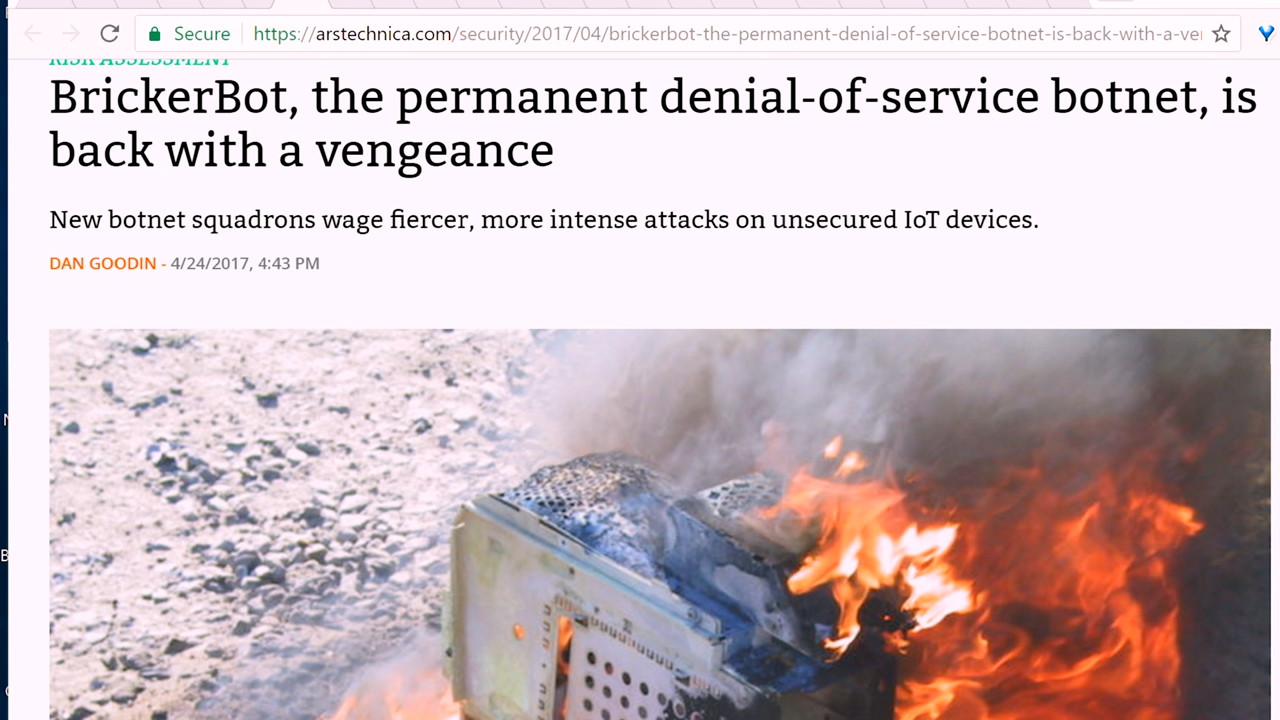 Secure
https://arstechnica.com/security/2017/04/brickerbot-the-permanent-denial-of-service-botnet-is-back-with-a-ve
RISK ASSESSMENT
BrickerBot, the permanent denial-of-service botnet, is
back with a vengeance
New botnet squadrons wage fiercer, more intense attacks on unsecured IoT devices.
DAN GOODIN - 4/24/2017, 4:43 PM